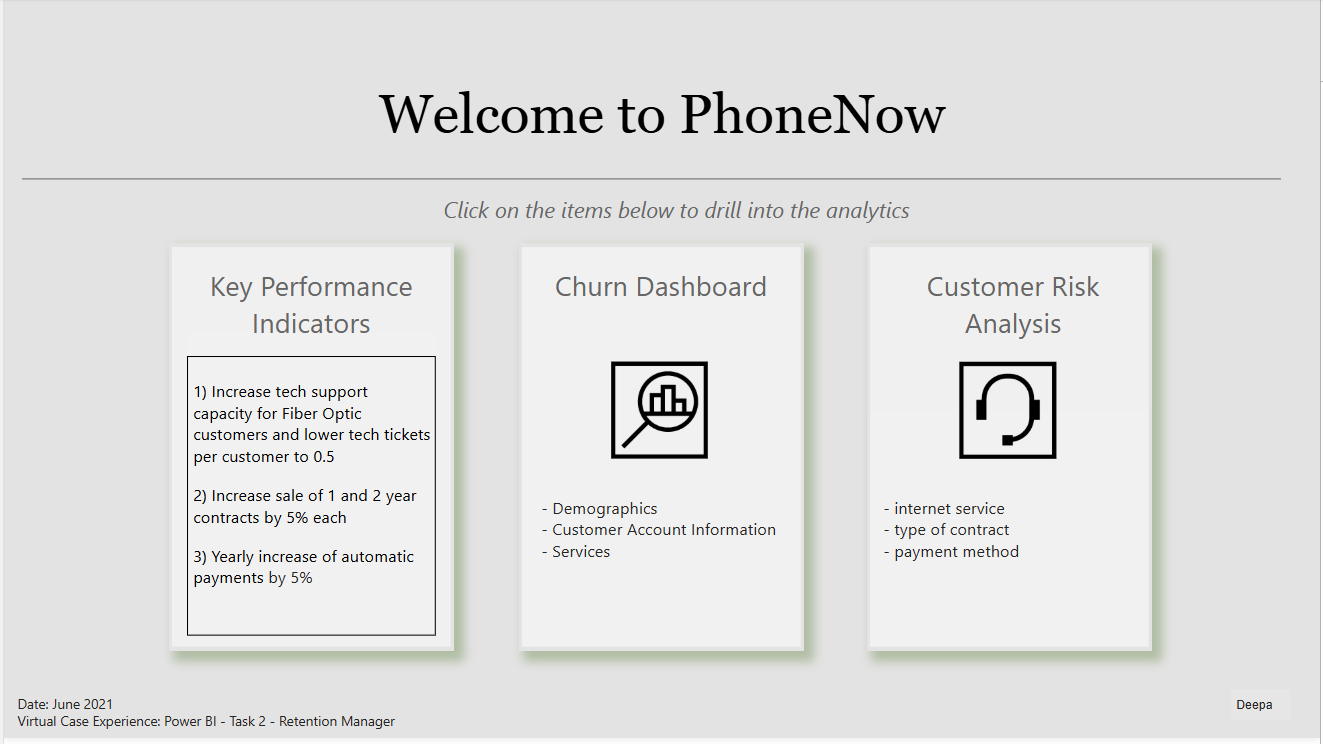 Welcome to PhoneNow
Click on the items below to drill into the analytics
Key Performance
Indicators
1) Increase tech support
capacity for Fiber Optic
customers and lower tech tickets
per customer to 0.5
2) Increase sale of 1 and 2 year
contracts by 5% each
3) Yearly increase of automatic
payments by 5%
Churn Dashboard
- Demographics
- Customer Account Information
- Services
Customer Risk
Analysis
- internet service
- type of contract
- payment method
Date: June 2021
Virtual Case Experience: Power BI - Task 2 - Retention Manager
Deepa